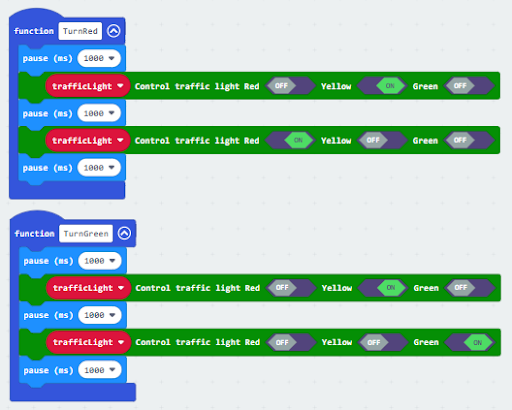 function TurnRed
pause (ms) 1000
trafficLight Control traffic light Red OFF Yellow ON Green OFF
pause (ms) 1000
trafficLight Control traffic light Red ON Yellow OFF Green OFF
pause (ms) 1000
function TurnGreen
pause (ms) 1000
trafficLight Control traffic light Red OFF Yellow ON Green OFF
pause (ms) 1000
trafficLight Control traffic light Red OFF Yellow OFF Green ON
pause (ms) 1000